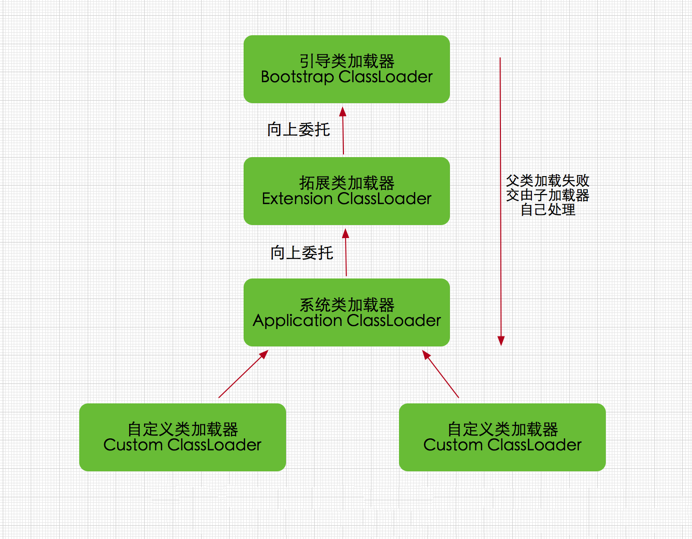 引导类加载器
Bootstrap ClassLoader
向上委托
拓展类加载器
Extension ClassLoader
父类加载失败
交由子加载器
自己处理
向上委托
系统类加载器
Application ClassLoader
自定义类加载器
Custom ClassLoader
自定义类加载器
Custom ClassLoader